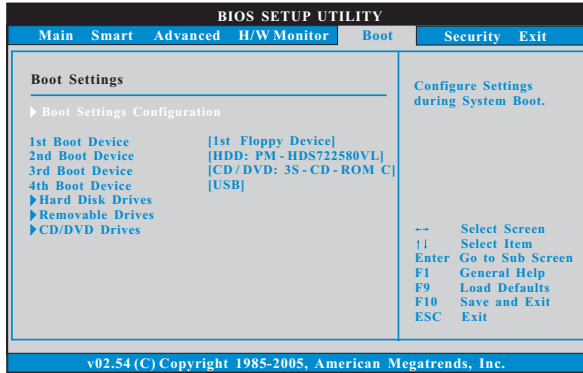 BIOS SETUP UTILITY
Main Smart Advanced H/W Monitor Boot Security Exit
Boot Settings
Boot Settings Configuration
1st Boot Device [1st Floppy Device]
2nd Boot Device [HDD: PM - HDS722580VL]
3rd Boot Device [CD / DVD: 3S - CD - ROM C]
4th Boot Device [USB]
Hard Disk Drives
Removable Drives
CD/DVD Drives
Configure Settings
during System Boot.
←→ Select Screen
↑↓ Select Item
Enter Go to Sub Screen
F1 General Help
F9 Load Defaults
F10 Save and Exit
ESC Exit
v02.54 (C) Copyright 1985-2005, American Megatrends, Inc.